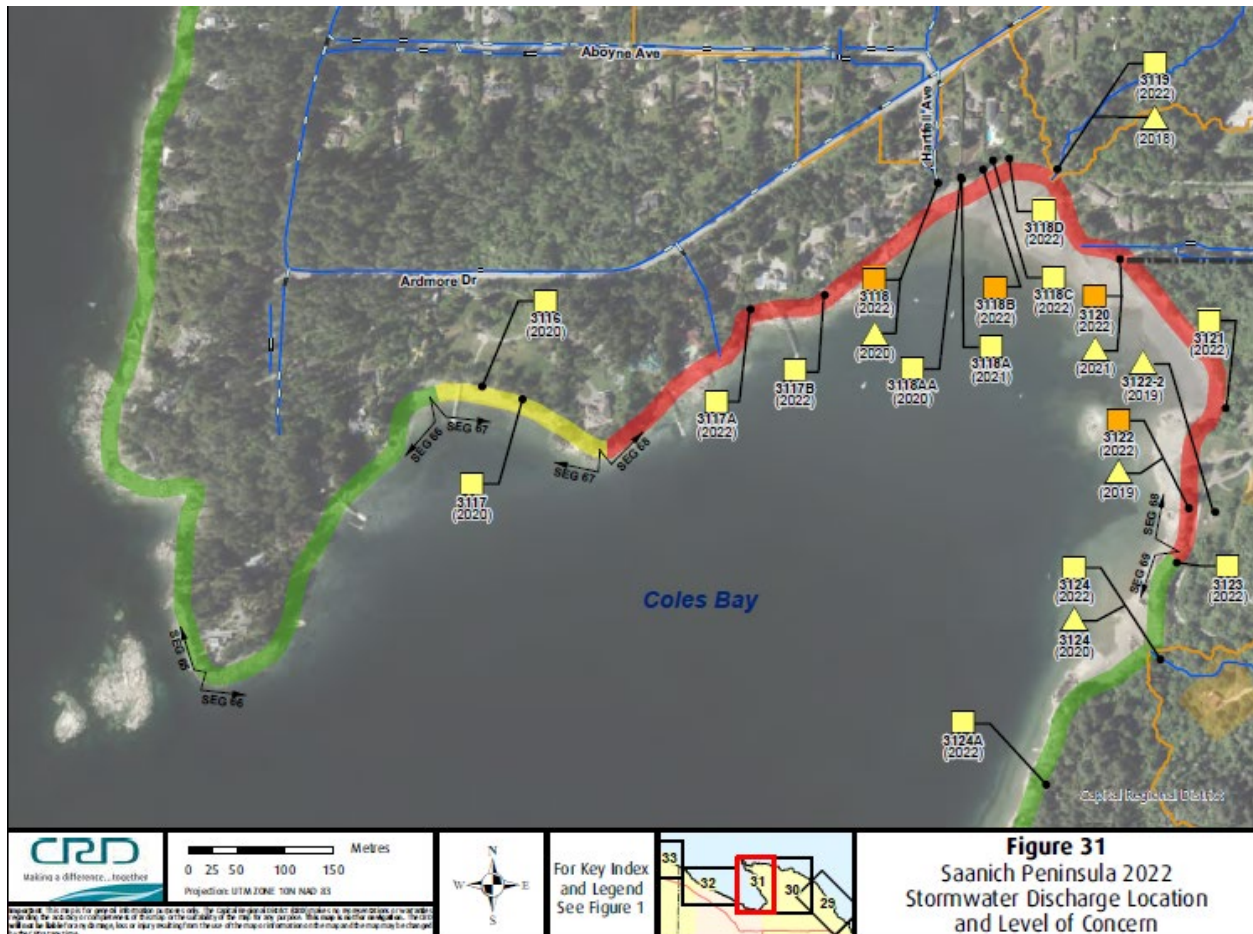 Aboyne Ave
Hartfell Ave
3119
(2022)
(2018)
3118D
(2022)
Ardmore Dr
3116
(2020)
3118
(2022)
(2020)
3118B
(2022)
3118C
(2022)
3120
(2022)
(2021)
3121
(2022)
3122-2
(2019)
3118AA
(2020)
3118A
(2021)
3117B
(2022)
3117A
(2022)
SEG 66
SEG 67
SEG 67
SEG 68
3117
(2020)
3122
(2022)
(2019)
SEG 68
SEG 69
3124
(2022)
3124
(2020)
3123
(2022)
Coles Bay
SEG 65
SEG 66
3124A
(2022)
Capital Regional District
CRD
Making a difference...together
Metres
0 25 50 100 150
Projection: UTM ZONE 10N NAD 83
N
W E
S
For Key Index
and Legend
See Figure 1
33
32
31
30
29
Figure 31
Saanich Peninsula 2022
Stormwater Discharge Location
and Level of Concern